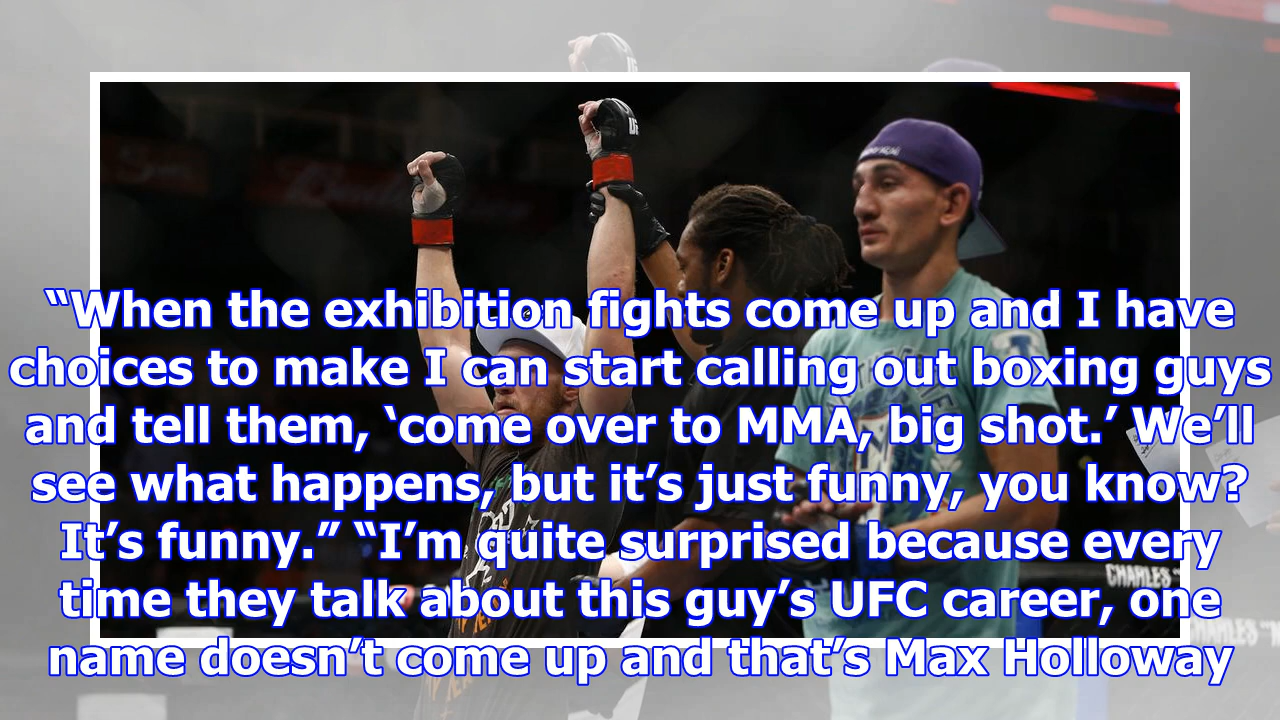 “When the exhibition fights come up and I have
choices to make I can start calling out boxing guys
and tell them, ‘come over to MMA, big shot.’ We’ll
see what happens, but it’s just funny, you know?
It’s funny.” “I’m quite surprised because every
time they talk about this guy’s UFC career, one
name doesn’t come up and that’s Max Holloway
CHARLES